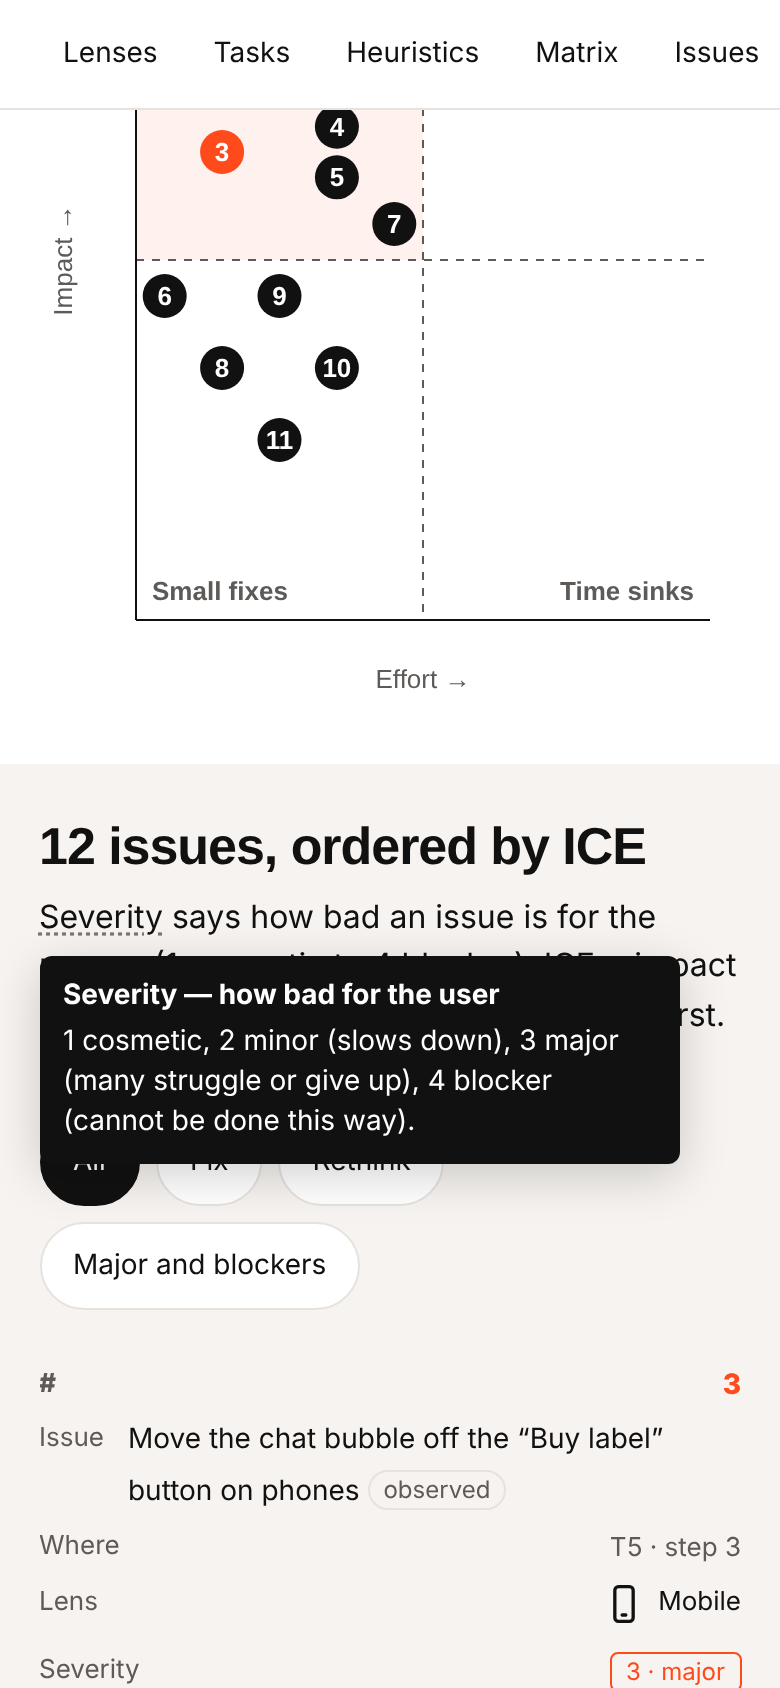 Lenses Tasks Heuristics Matrix Issues
4
3
5
7
Impact →
6 9
8 10
11
Small fixes Time sinks
Effort →
12 issues, ordered by ICE
Severity says how bad an issue is for the
Severity — how bad for the user
1 cosmetic, 2 minor (slows down), 3 major
(many struggle or give up), 4 blocker
(cannot be done this way).
All Fix Rethink
Major and blockers
# 3
Issue Move the chat bubble off the “Buy label”
button on phones observed
Where T5 · step 3
Lens Mobile
Severity 3 · major